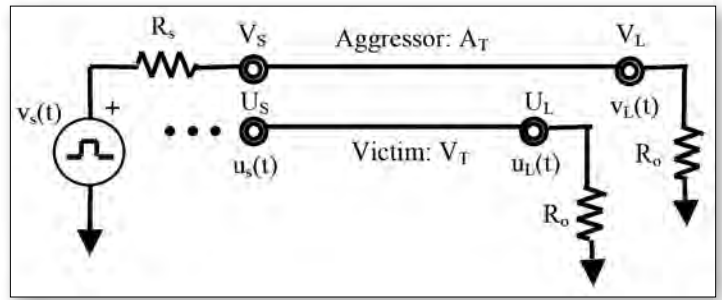 Rs VS Aggressor: AT VL
vs(t) + US UL vL(t)
us(t) Victim: VT uL(t) Ro
Ro